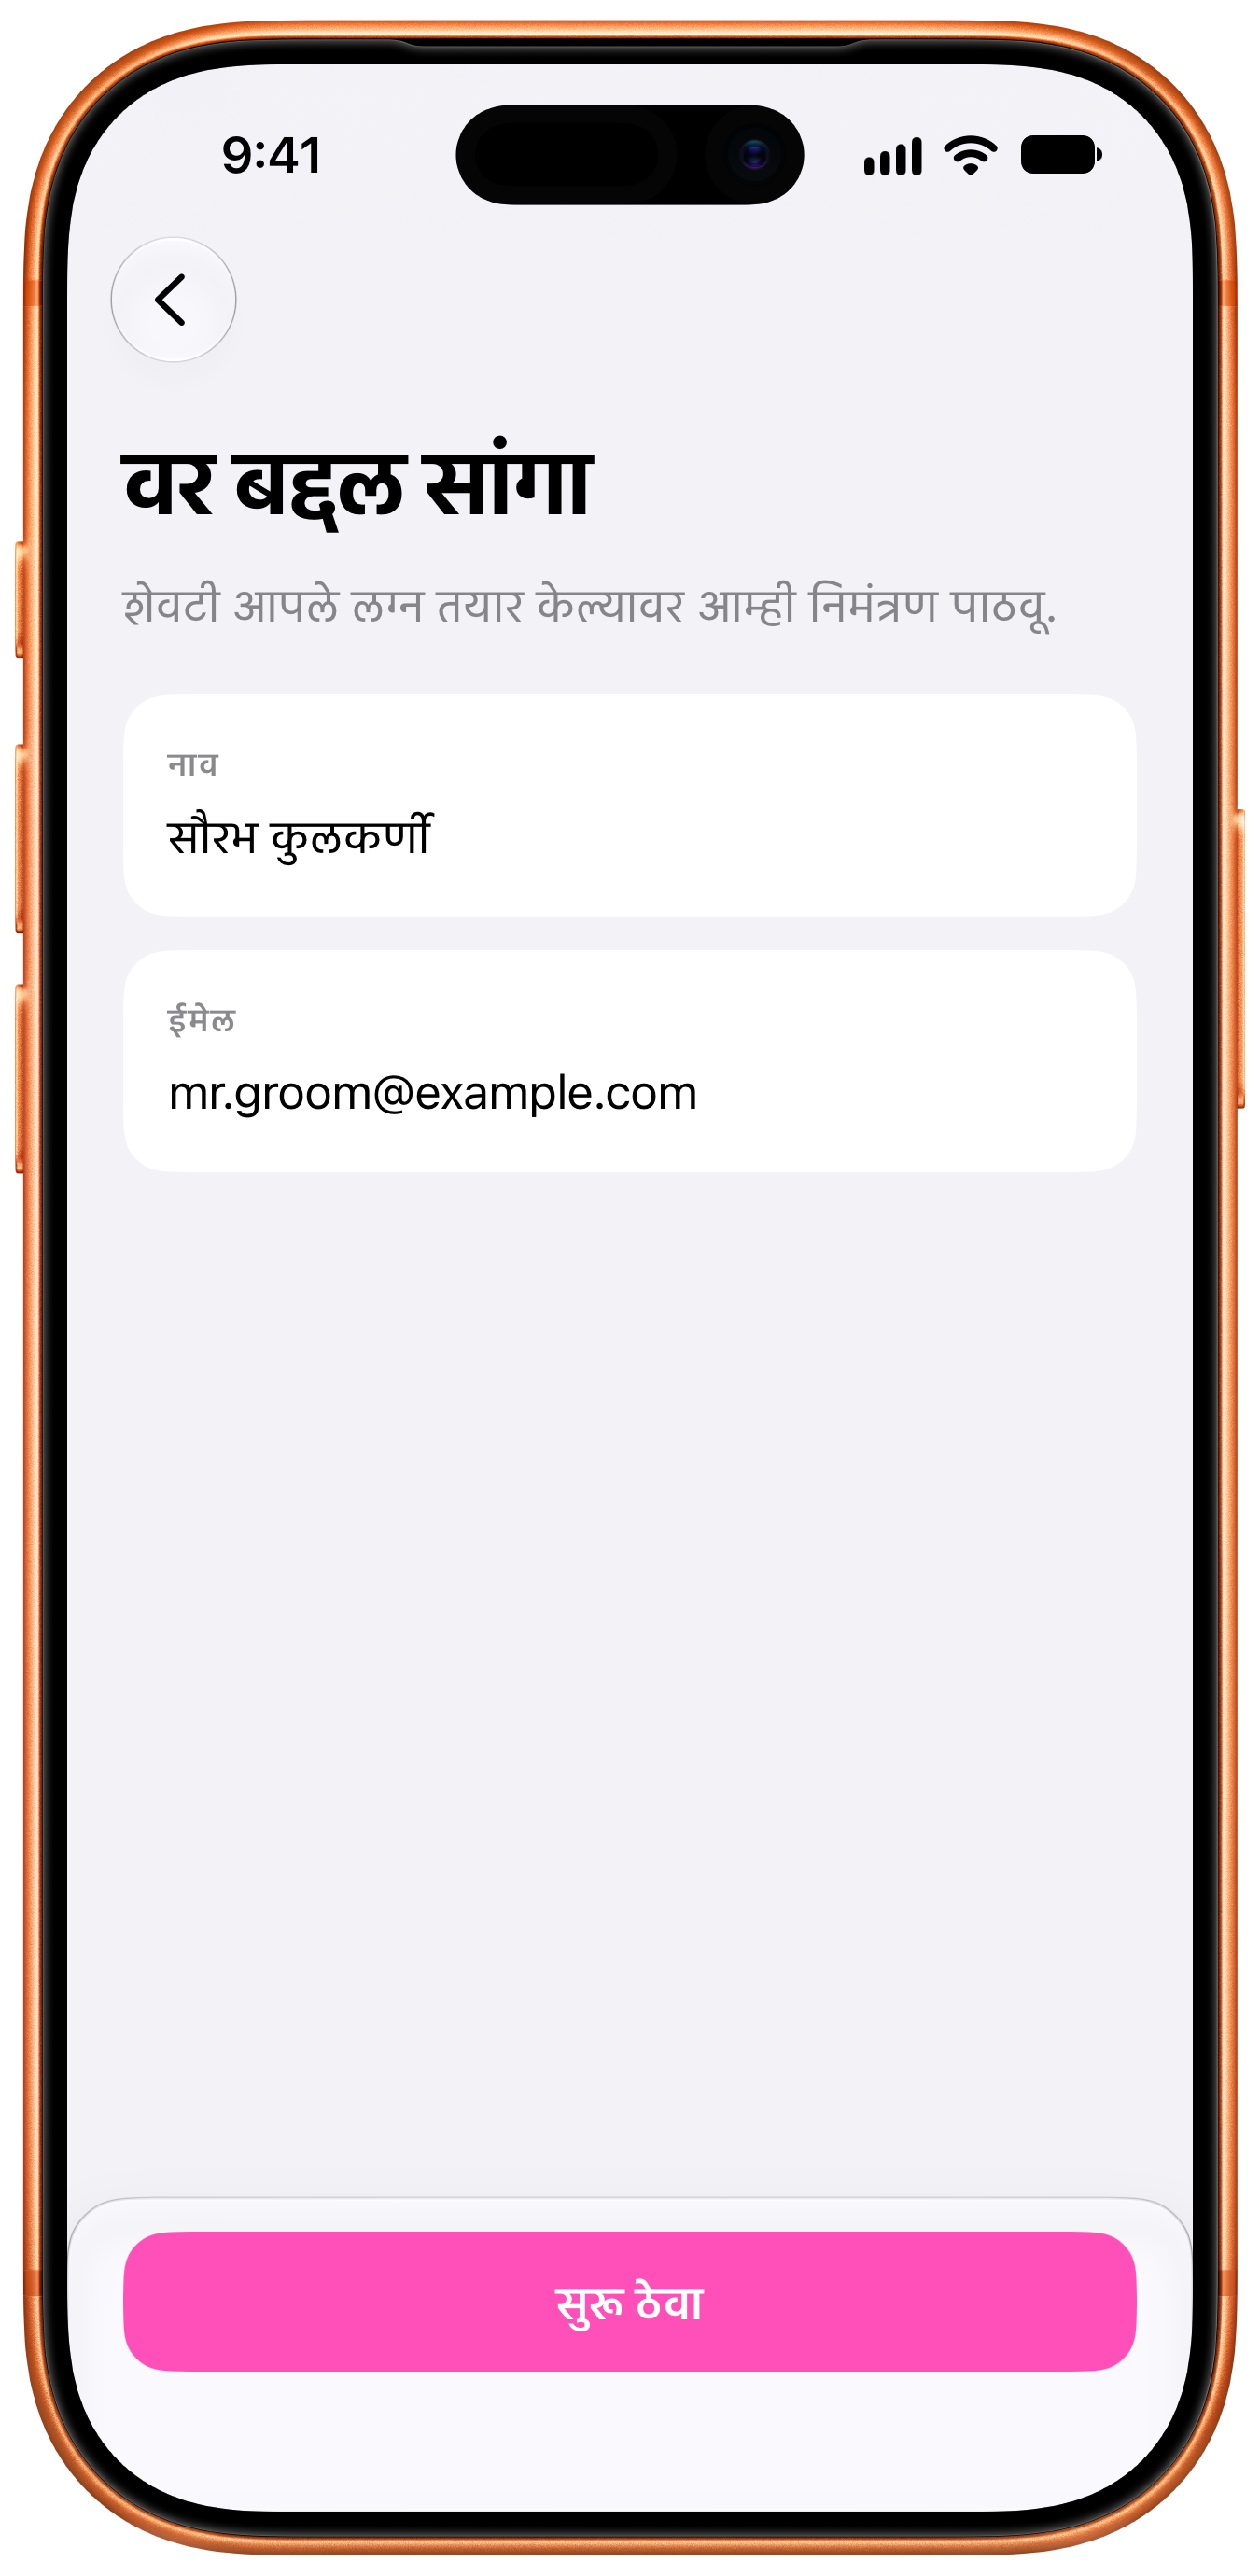 9:41
वर बद्दल सांगा
शेवटी आपले लग्न तयार केल्यावर आम्ही निमंत्रण पाठवू.
नाव
सौरभ कुलकर्णी
ईमेल
mr.groom@example.com
सुरू ठेवा